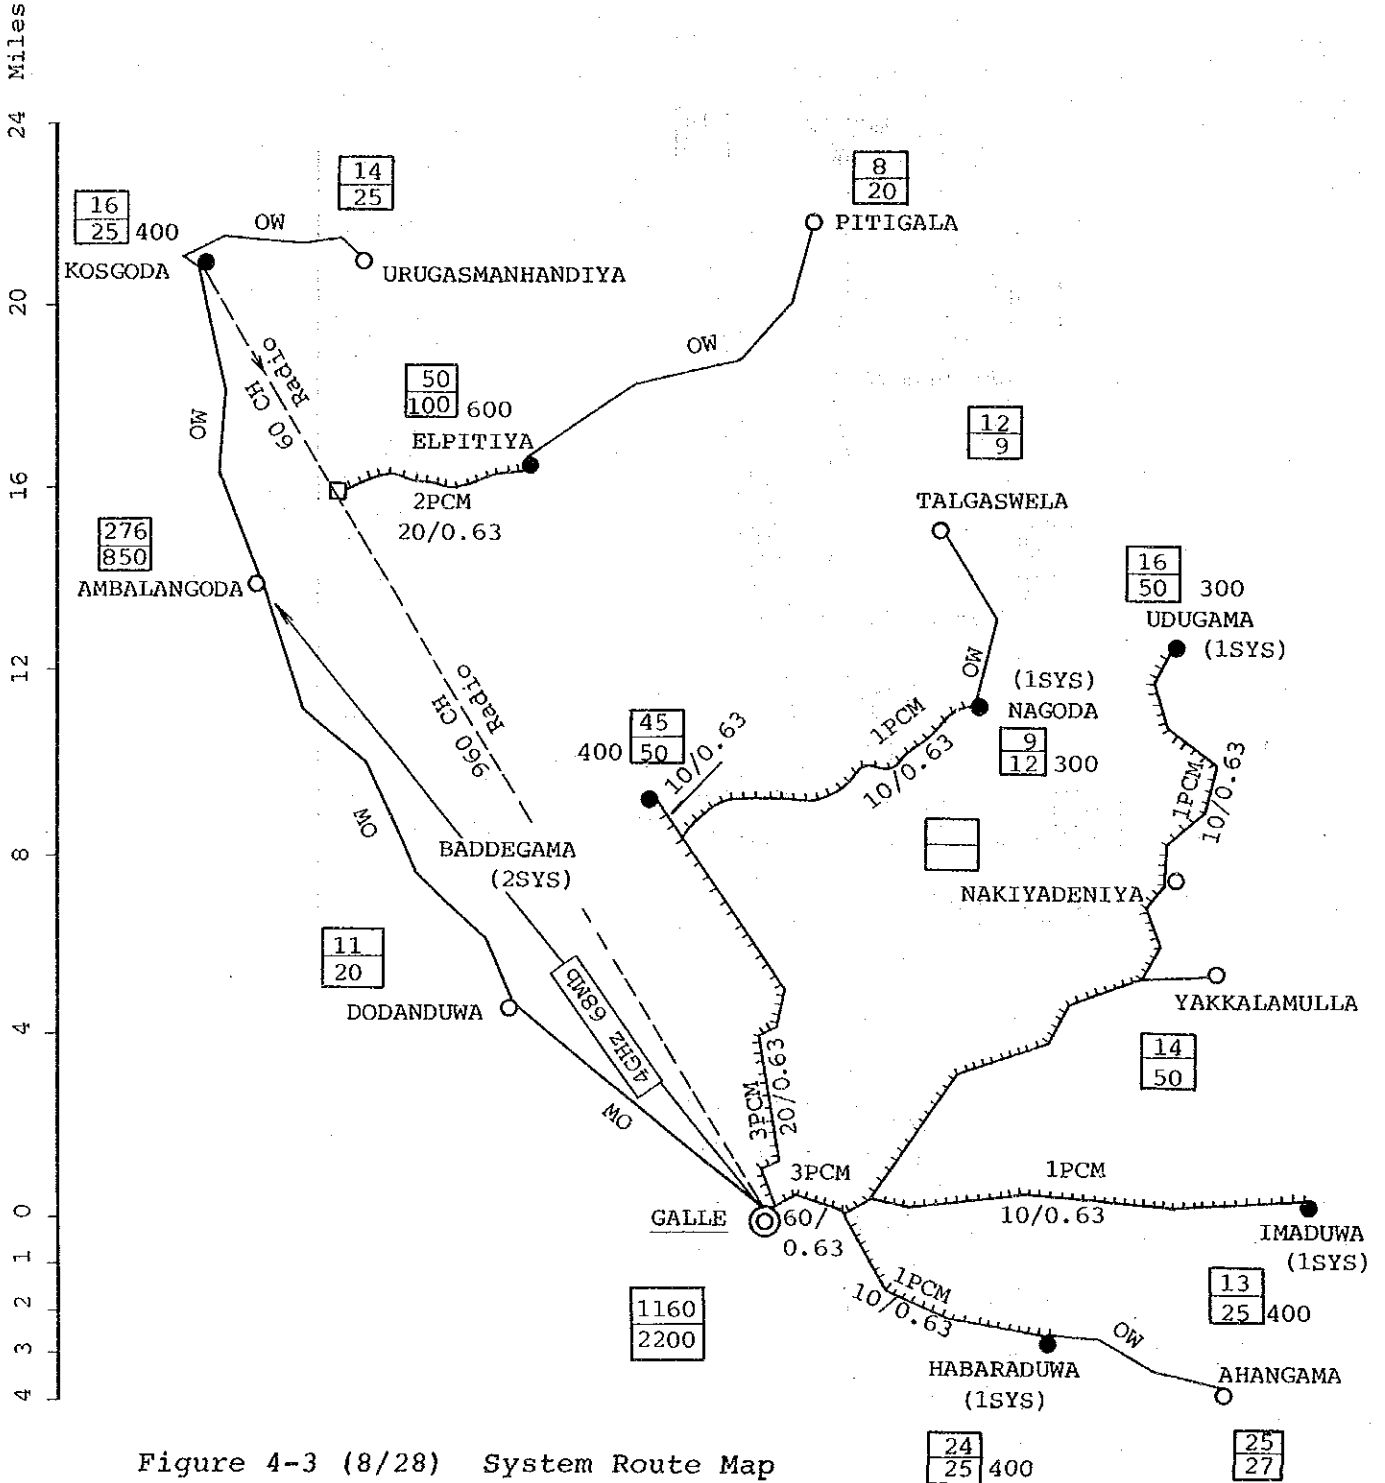 Miles
24
20
16
12
8
4
0
1
2
3
4
14
25
8
20
16
25 400
OW
PITIGALA
KOSGODA
URUGASMANHANDIYA
60 CH
Radio
OW
OW
50
100 600
ELPITIYA
2PCM
20/0.63
12
9
TALGASWELA
276
850
AMBALANGODA
16
50 300
UDUGAMA
(1SYS)
OW
(1SYS)
NAGODA
9
12 300
960 CH
Radio
45
400 50
10/0.63
1PCM
10/0.63
1PCM
10/0.63
OW
BADDEGAMA
(2SYS)
NAKIYADENIYA
11
20
DODANDUWA
4GHz 68Mb
YAKKALAMULLA
14
50
OW
3PCM
20/0.63
3PCM
60/
0.63
1PCM
10/0.63
GALLE
IMADUWA
(1SYS)
13
25 400
1160
2200
1PCM
10/0.63
OW
HABARADUWA
(1SYS)
AHANGAMA
24
25 400
25
27
Figure 4-3 (8/28) System Route Map